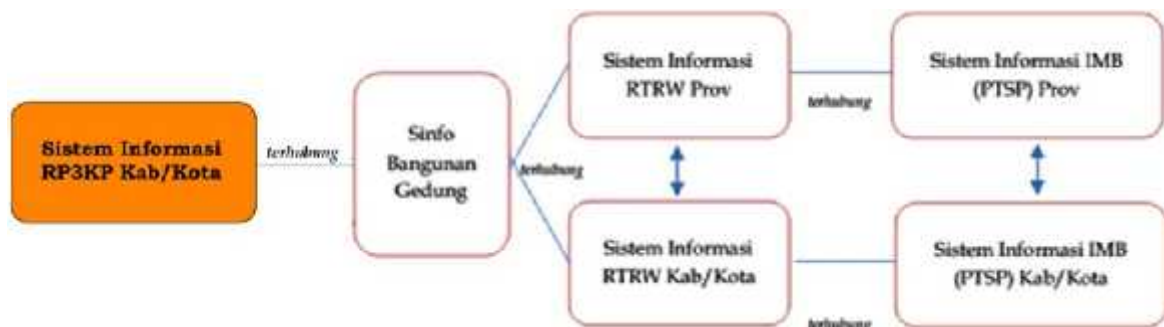 Sistem Informasi
RP3KP Kab/Kota
terhubung
Sinfo
Bangunan
Gedung
terhubung
Sistem Informasi
RTRW Prov
terhubung
Sistem Informasi IMB
(PTSP) Prov
Sistem Informasi
RTRW Kab/Kota
terhubung
Sistem Informasi IMB
(PTSP) Kab/Kota